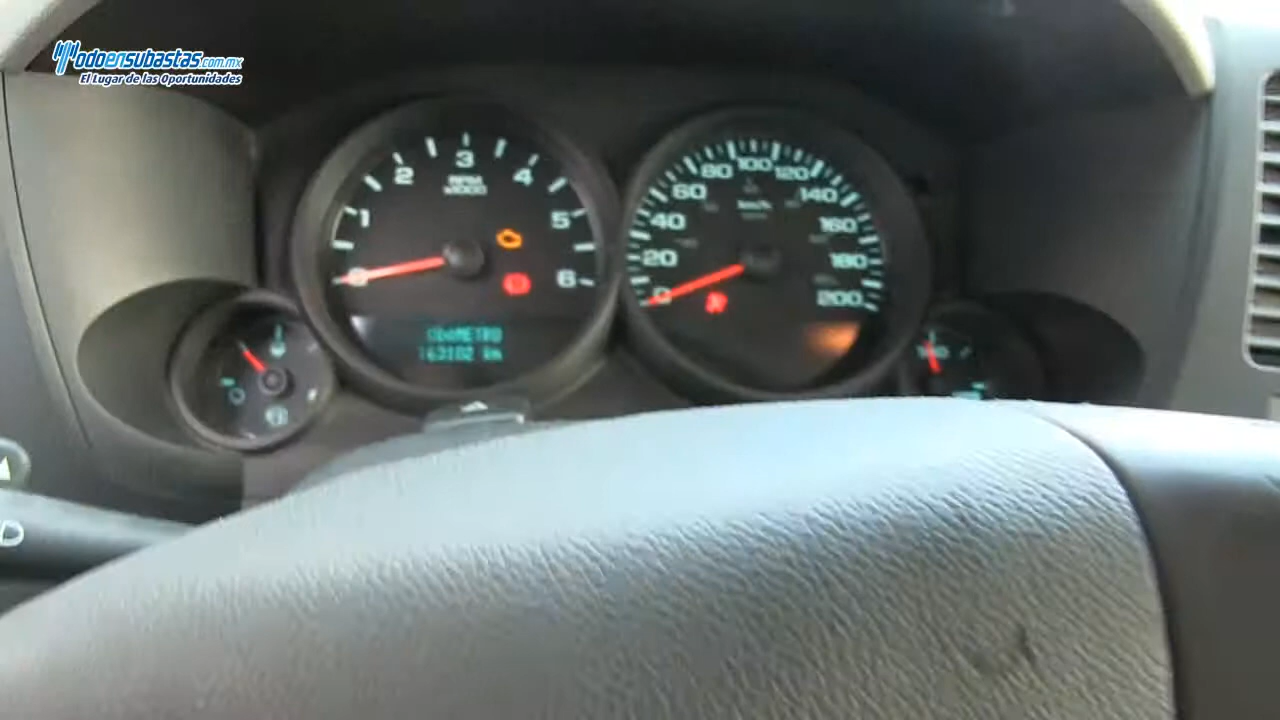 Todoensubastas.com.mx
El Lugar de las Oportunidades
1 2 3 4 5 6
RPM
x1000
0 20 40 60 80 100 120 140 160 180 200
km/h
ODOMETRO
163102 km